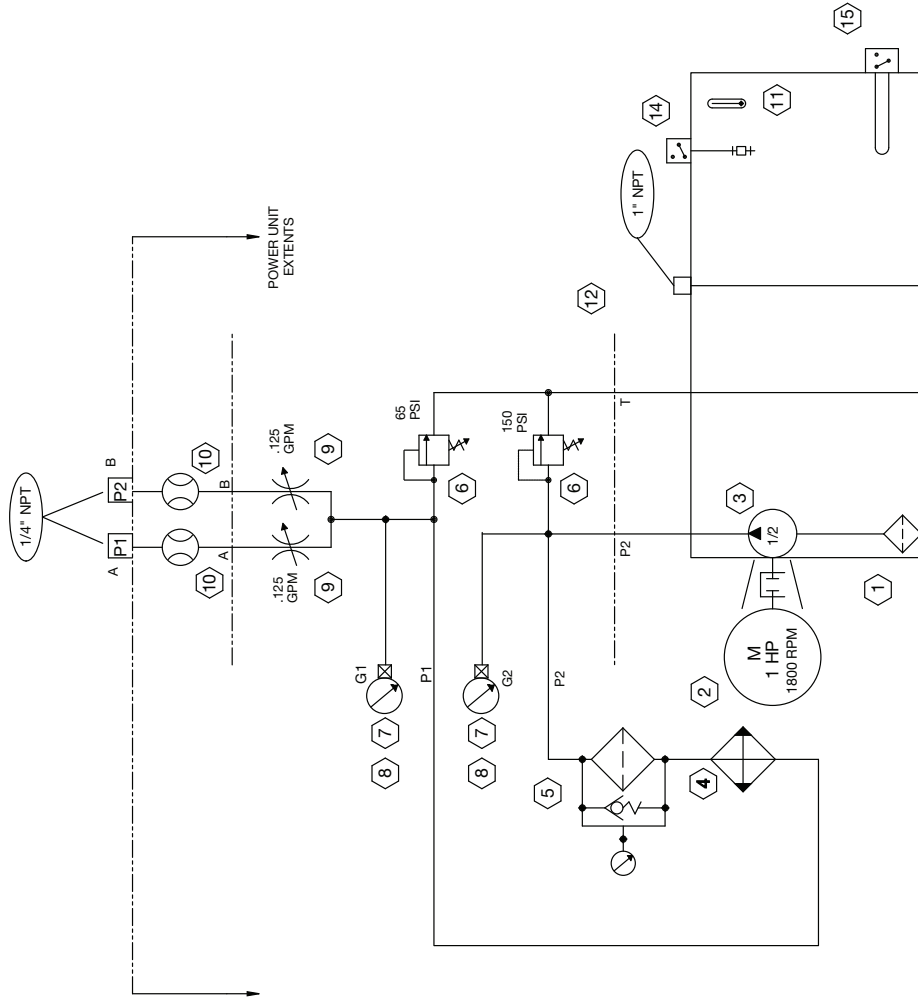 1/4" NPT
A
P1
P2
B
10
10
A
B
POWER UNIT
EXTENTS
.125
GPM
.125
GPM
9
9
G1
7
8
P1
65
PSI
6
G2
7
8
P2
150
PSI
6
12
1" NPT
14
11
15
T
P2
5
4
2
M
1 HP
1800 RPM
3
1/2
1